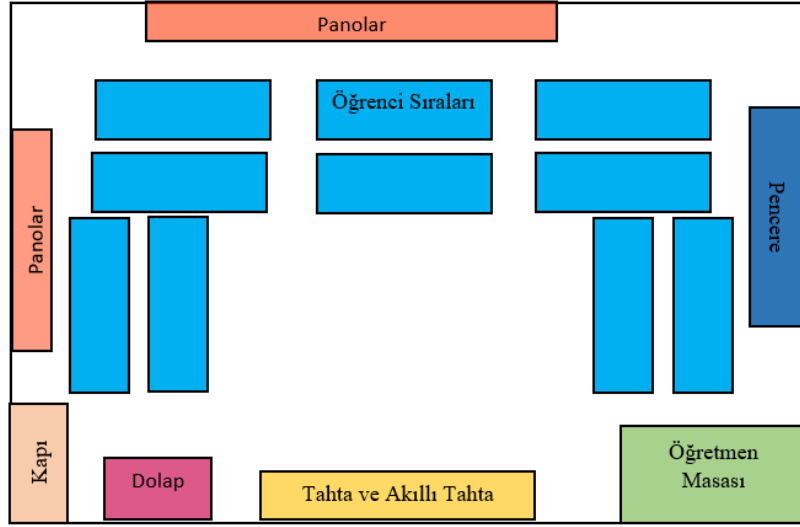 Panolar
Öğrenci Sıraları
Panolar
Pencere
Kapı
Dolap
Tahta ve Akıllı Tahta
Öğretmen
Masası